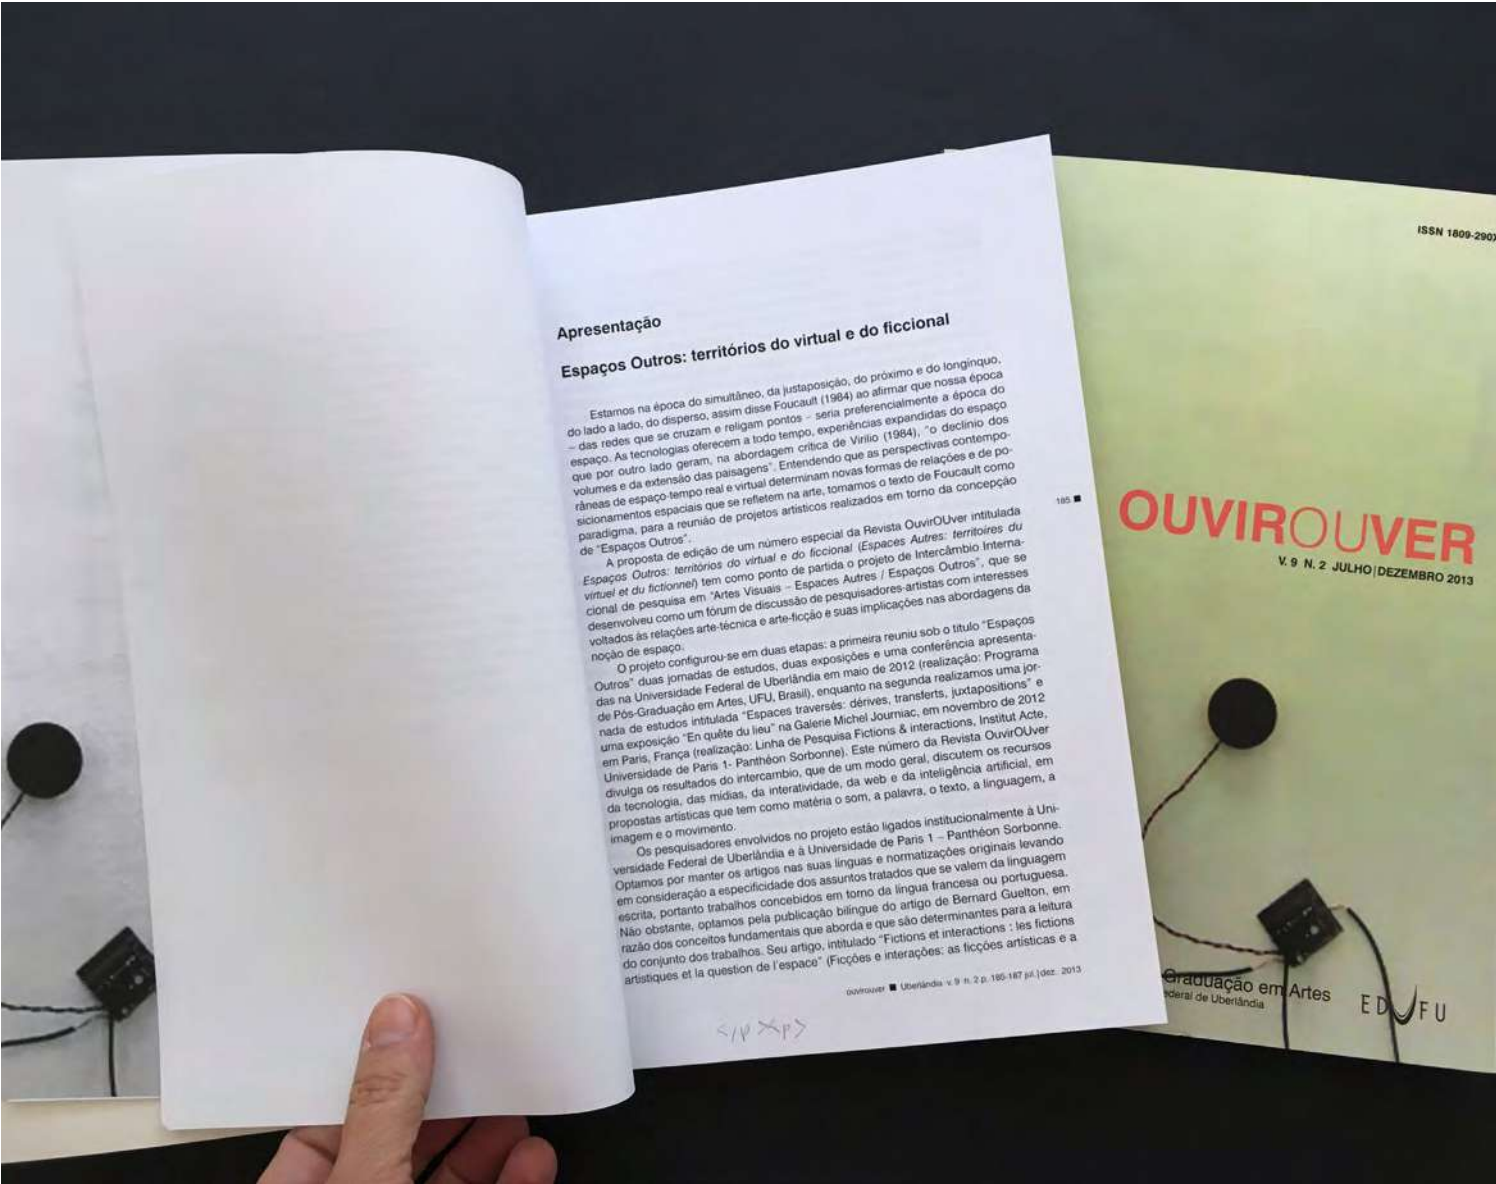 Apresentação
Espaços Outros: territórios do virtual e do ficcional
Estamos na época do simultâneo, da justaposição, do próximo e do longínquo,
do lado a lado, do disperso, assim disse Foucault (1984) ao afirmar que nossa época
– das redes que se cruzam e religam pontos – seria preferencialmente a época do
espaço. As tecnologias oferecem a todo tempo, experiências expandidas do espaço
que por outro lado geram, na abordagem crítica de Virilio (1984), "o declínio dos
volumes e da extensão das paisagens". Entendendo que as perspectivas contempo-
râneas de espaço-tempo real e virtual determinam novas formas de relações e de po-
sicionamentos espaciais que se refletem na arte, tomamos o texto de Foucault como
paradigma, para a reunião de projetos artísticos realizados em torno da concepção
de "Espaços Outros".
A proposta de edição de um número especial da Revista OuvirOUver intitulada
Espaços Outros: territórios do virtual e do ficcional (Espaces Autres: territoires du
virtuel et du fictionnel) tem como ponto de partida o projeto de Intercâmbio Interna-
cional de pesquisa em "Artes Visuais – Espaces Autres / Espaços Outros", que se
desenvolveu como um fórum de discussão de pesquisadores-artistas com interesses
voltados às relações arte-técnica e arte-ficção e suas implicações nas abordagens da
noção de espaço.
O projeto configurou-se em duas etapas: a primeira reuniu sob o título "Espaços
Outros" duas jornadas de estudos, duas exposições e uma conferência apresenta-
das na Universidade Federal de Uberlândia em maio de 2012 (realização: Programa
de Pós-Graduação em Artes, UFU, Brasil), enquanto na segunda realizamos uma jor-
nada de estudos intitulada "Espaces traversés: dérives, transferts, juxtapositions" e
uma exposição "En quête du lieu" na Galerie Michel Journiac, em novembro de 2012
em Paris, França (realização: Linha de Pesquisa Fictions & interactions, Institut Acte,
Universidade de Paris 1- Panthéon Sorbonne). Este número da Revista OuvirOUver
divulga os resultados do intercambio, que de um modo geral, discutem os recursos
da tecnologia, das mídias, da interatividade, da web e da inteligência artificial, em
propostas artísticas que tem como matéria o som, a palavra, o texto, a linguagem, a
imagem e o movimento.
Os pesquisadores envolvidos no projeto estão ligados institucionalmente à Uni-
versidade Federal de Uberlândia e à Universidade de Paris 1 – Panthéon Sorbonne.
Optamos por manter os artigos nas suas línguas e normatizações originais levando
em consideração a especificidade dos assuntos tratados que se valem da linguagem
escrita, portanto trabalhos concebidos em torno da língua francesa ou portuguesa.
Não obstante, optamos pela publicação bilíngue do artigo de Bernard Guelton, em
razão dos conceitos fundamentais que aborda e que são determinantes para a leitura
do conjunto dos trabalhos. Seu artigo, intitulado "Fictions et interactions : les fictions
artistiques et la question de l'espace" (Ficções e interações: as ficções artísticas e a
185 ■
ouvirouver ■ Uberlândia v. 9 n. 2 p. 185-187 jul.|dez. 2013
</p><p>
ISSN 1809-290X
OUVIROUVER
V. 9 N. 2 JULHO|DEZEMBRO 2013
Graduação em Artes
ederal de Uberlândia
EDUFU